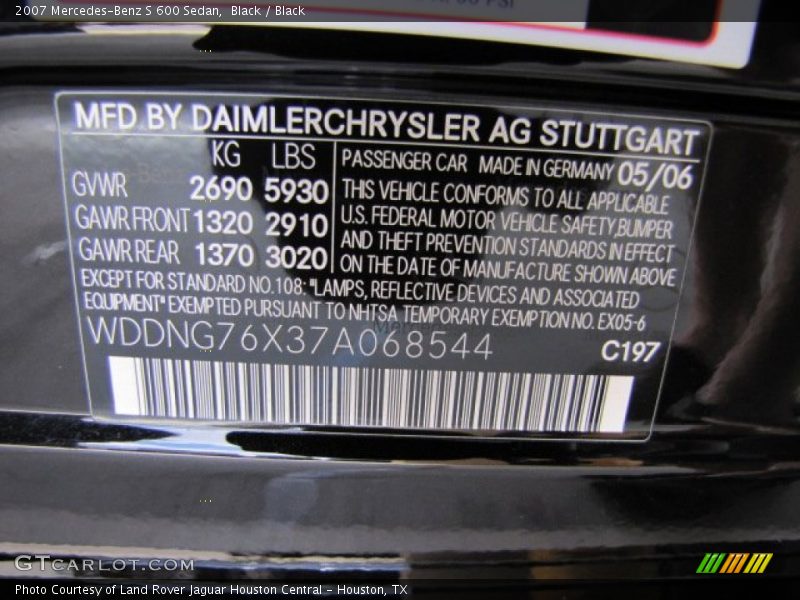 2007 Mercedes-Benz S 600 Sedan, Black / Black
PSI
MFD BY DAIMLERCHRYSLER AG STUTTGART
KG LBS
GVWR 2690 5930
GAWR FRONT 1320 2910
GAWR REAR 1370 3020
PASSENGER CAR MADE IN GERMANY 05/06
THIS VEHICLE CONFORMS TO ALL APPLICABLE
U.S. FEDERAL MOTOR VEHICLE SAFETY,BUMPER
AND THEFT PREVENTION STANDARDS IN EFFECT
ON THE DATE OF MANUFACTURE SHOWN ABOVE
EXCEPT FOR STANDARD NO.108: "LAMPS, REFLECTIVE DEVICES AND ASSOCIATED
EQUIPMENT" EXEMPTED PURSUANT TO NHTSA TEMPORARY EXEMPTION NO. EX05-6
WDDNG76X37A068544
C197
GTCARLOT.COM
Photo Courtesy of Land Rover Jaguar Houston Central - Houston, TX